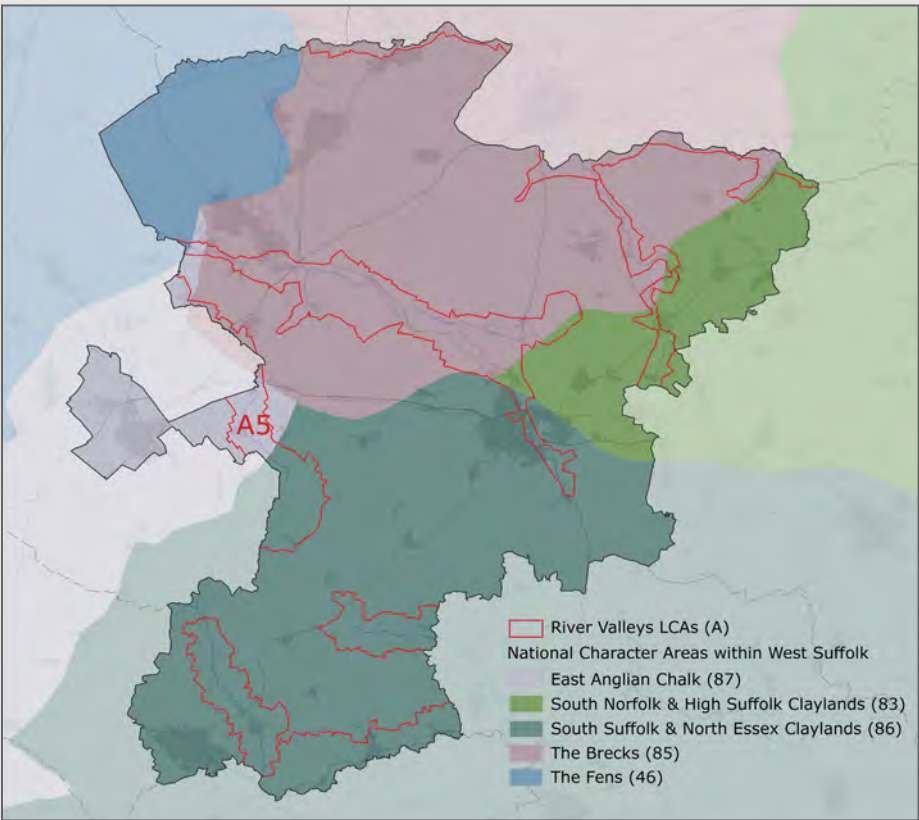 A5
River Valleys LCAs (A)
National Character Areas within West Suffolk
East Anglian Chalk (87)
South Norfolk & High Suffolk Claylands (83)
South Suffolk & North Essex Claylands (86)
The Brecks (85)
The Fens (46)